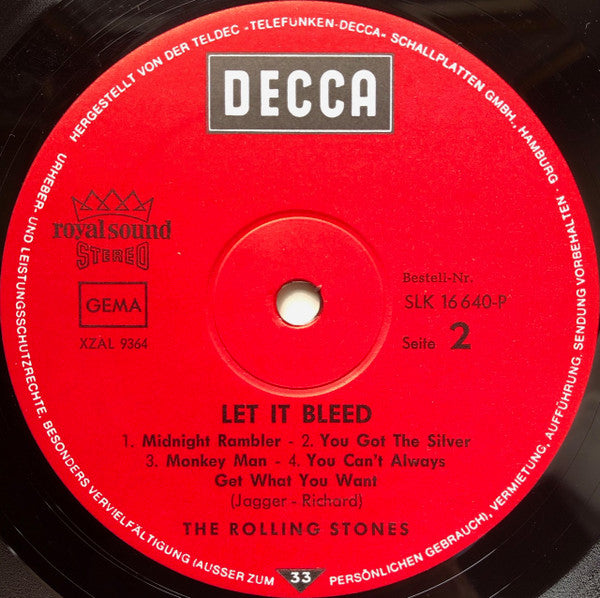 HERGESTELLT VON DER TELDEC »TELEFUNKEN-DECCA« SCHALLPLATTEN GMBH., HAMBURG
URHEBER- UND LEISTUNGSSCHUTZRECHTE, BESONDERS VERVIELFÄLTIGUNG (AUSSER ZUM PERSÖNLICHEN GEBRAUCH), VERMIETUNG, AUFFÜHRUNG, SENDUNG VORBEHALTEN
DECCA
royal sound
STEREO
GEMA
XZAL 9364
Bestell-Nr.
SLK 16 640-P
Seite 2
LET IT BLEED
1. Midnight Rambler - 2. You Got The Silver
3. Monkey Man - 4. You Can't Always
Get What You Want
(Jagger - Richard)
THE ROLLING STONES
33